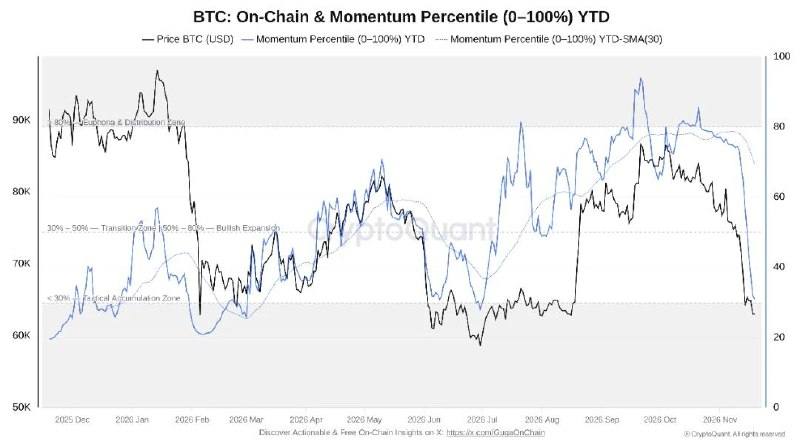 BTC: On-Chain & Momentum Percentile (0–100%) YTD
Price BTC (USD) Momentum Percentile (0–100%) YTD Momentum Percentile (0–100%) YTD-SMA(30)
100
90K
> 80% — Euphoria & Distribution Zone
80
80K
60
30% – 50% — Transition Zone | 50% – 80% — Bullish Expansion
CryptoQuant
70K
40
< 30% — Tactical Accumulation Zone
60K
20
50K
0
2025 Dec 2026 Jan 2026 Feb 2026 Mar 2026 Apr 2026 May 2026 Jun 2026 Jul 2026 Aug 2026 Sep 2026 Oct 2026 Nov
Discover Actionable & Free On-Chain Insights on X: https://x.com/GugaOnChain
© CryptoQuant. All rights reserved